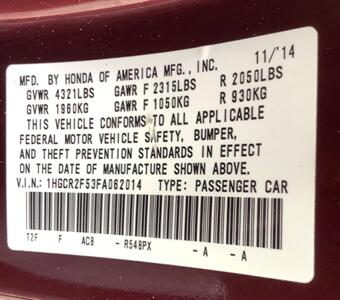 11/'14
MFD. BY HONDA OF AMERICA MFG., INC.
GVWR 4321LBS GAWR F 2315LBS R 2050LBS
GVWR 1960KG GAWR F 1050KG R 930KG
THIS VEHICLE CONFORMS TO ALL APPLICABLE
FEDERAL MOTOR VEHICLE SAFETY, BUMPER,
AND THEFT PREVENTION STANDARDS IN EFFECT
ON THE DATE OF MANUFACTURE SHOWN ABOVE.
V.I.N.: 1HGCR2F53FA062014 TYPE: PASSENGER CAR
T2F F ACB - R548PX -A -A